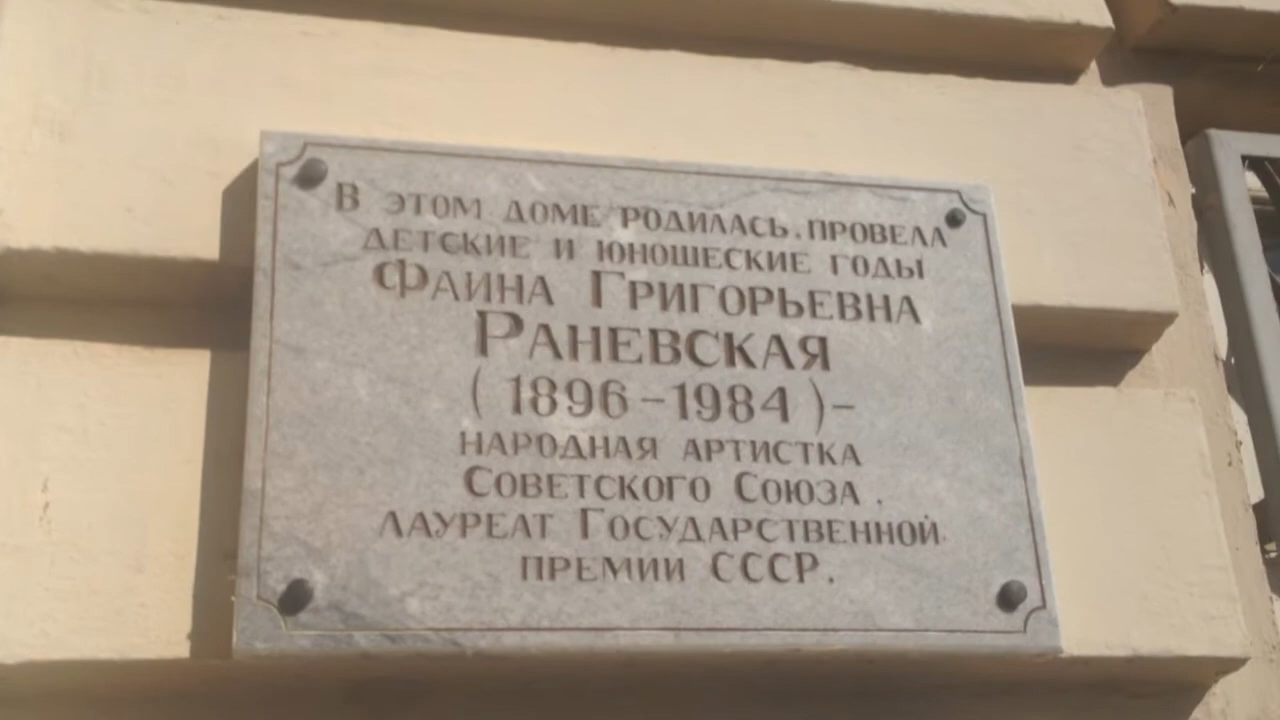 В ЭТОМ ДОМЕ РОДИЛАСЬ, ПРОВЕЛА
ДЕТСКИЕ И ЮНОШЕСКИЕ ГОДЫ
ФАИНА ГРИГОРЬЕВНА
РАНЕВСКАЯ
(1896-1984)-
НАРОДНАЯ АРТИСТКА
СОВЕТСКОГО СОЮЗА,
ЛАУРЕАТ ГОСУДАРСТВЕННОЙ
ПРЕМИИ СССР.